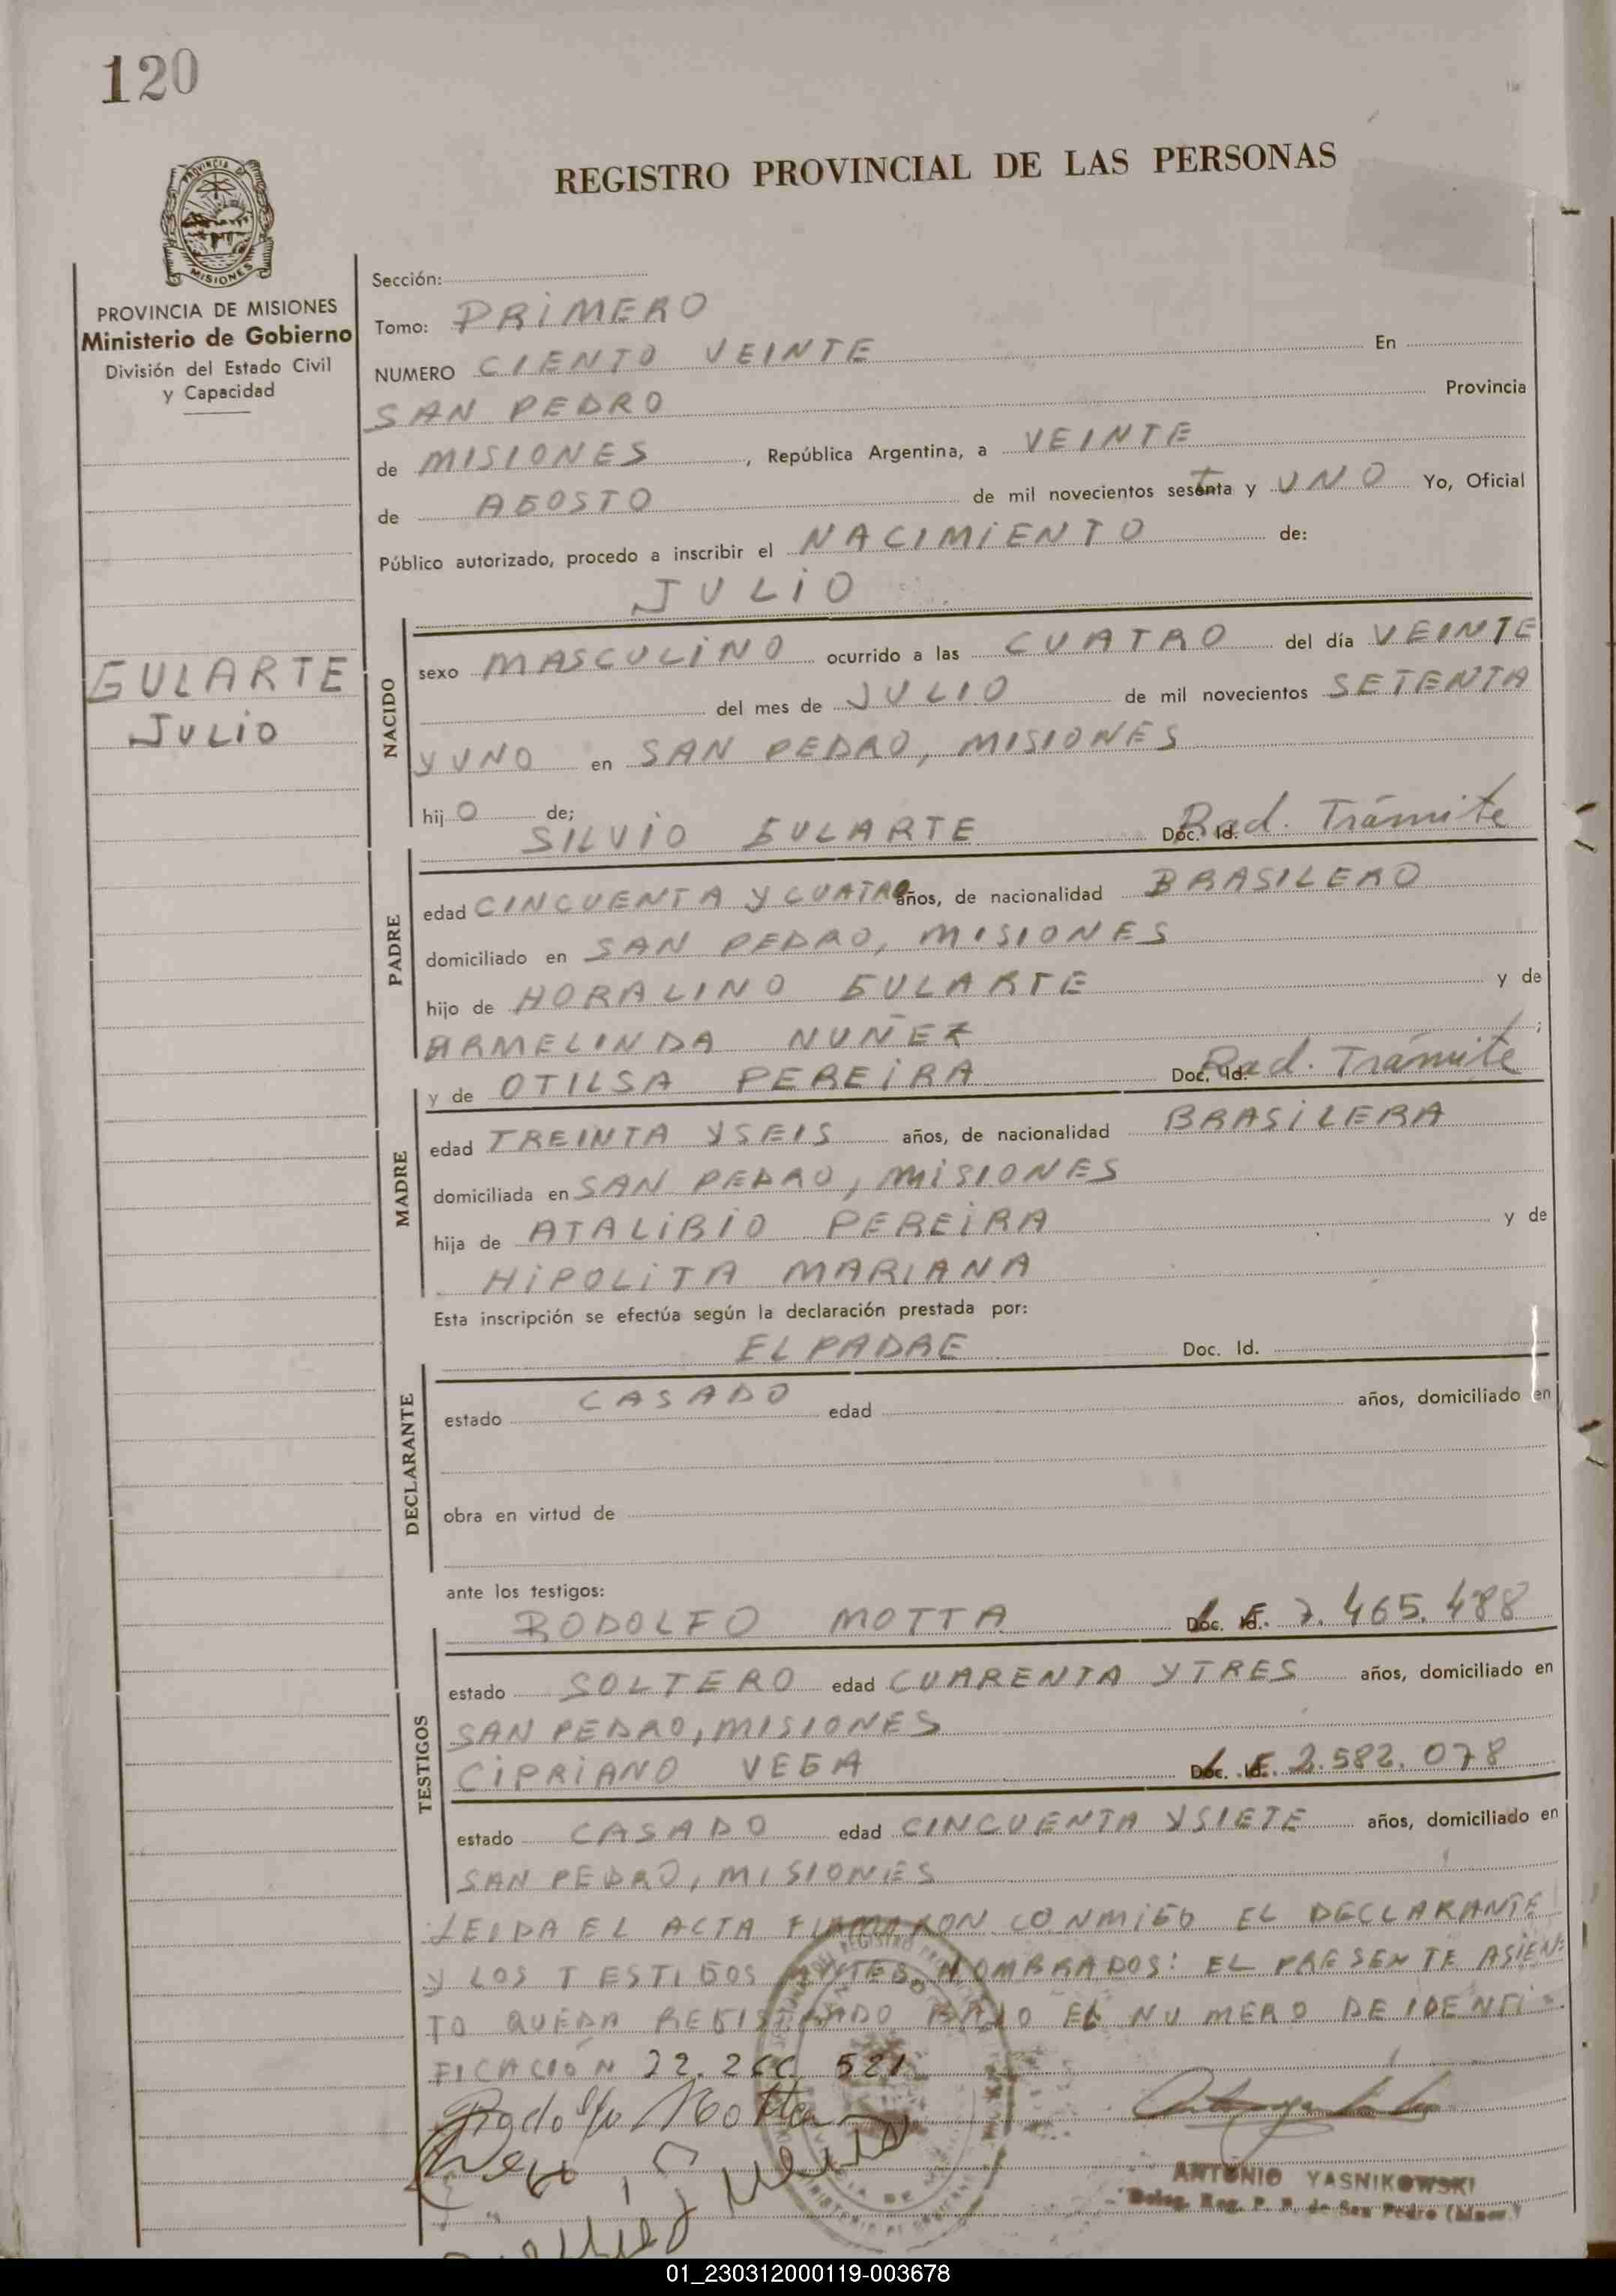 120
REGISTRO PROVINCIAL DE LAS PERSONAS
PROVINCIA DE MISIONES
Ministerio de Gobierno
División del Estado Civil
y Capacidad
GULARTE
JULIO
Sección:
Tomo: PRIMERO
NUMERO CIENTO VEINTE En
SAN PEDRO Provincia
de MISIONES, República Argentina, a VEINTE
de AGOSTO de mil novecientos setenta y UNO Yo, Oficial
Público autorizado, procedo a inscribir el NACIMIENTO de:
JULIO
NACIDO
sexo MASCULINO ocurrido a las CUATRO del día VEINTE
del mes de JULIO de mil novecientos SETENTA
Y UNO en SAN PEDRO, MISIONES
hijo de;
SILVIO GULARTE Doc. Id. Rad. Trámite
PADRE
edad CINCUENTA Y CUATRO años, de nacionalidad BRASILERO
domiciliado en SAN PEDRO, MISIONES
hijo de HORALINO GULARTE y de
ARMELINDA NUÑEZ ;
y de OTILSA PEREIRA Doc. Id. Rad. Trámite
MADRE
edad TREINTA Y SEIS años, de nacionalidad BRASILERA
domiciliada en SAN PEDRO, MISIONES
hija de ATALIBIO PEREIRA y de
HIPOLITA MARIANA
Esta inscripción se efectúa según la declaración prestada por:
EL PADRE Doc. Id.
DECLARANTE
estado CASADO edad años, domiciliado en
obra en virtud de
ante los testigos:
RODOLFO MOTTA Doc. Id. L.E. 7.465.488
TESTIGOS
estado SOLTERO edad CUARENTA Y TRES años, domiciliado en
SAN PEDRO, MISIONES
CIPRIANO VEGA Doc. Id. L.E. 2.582.078
estado CASADO edad CINCUENTA Y SIETE años, domiciliado en
SAN PEDRO, MISIONES
LEIDA EL ACTA FIRMARON CONMIGO EL DECLARANTE
Y LOS TESTIGOS ANTES NOMBRADOS: EL PRESENTE ASIEN-
TO QUEDA REGISTRADO BAJO EL NUMERO DE IDENTI-
FICACIÓN 22.266.521
Rodolfo Motta
ANTONIO YASNIKOWSKI
Deleg. Reg. P. P. de San Pedro (Mnes.)
01_230312000119-003678